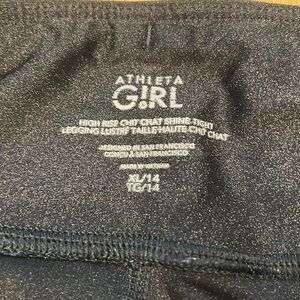 ATHLETA
G!RL
HIGH RISE CHIT CHAT SHINE TIGHT
LEGGING LUSTRÉ TAILLE HAUTE CHIT CHAT
DESIGNED IN SAN FRANCISCO
CONÇU À SAN FRANCISCO
MADE IN VIETNAM
XL/14
TG/14